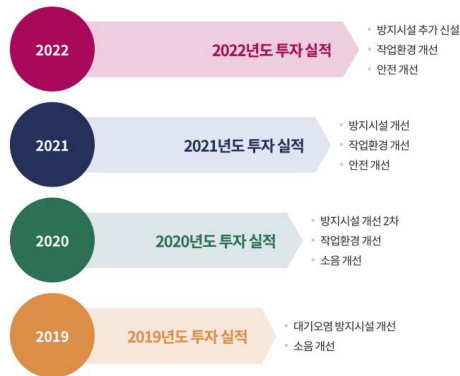 2022
2022년도 투자 실적
방지시설 추가 신설
작업환경 개선
안전 개선
2021
2021년도 투자 실적
방지시설 개선
작업환경 개선
안전 개선
2020
2020년도 투자 실적
방지시설 개선 2차
작업환경 개선
소음 개선
2019
2019년도 투자 실적
대기오염 방지시설 개선
소음 개선